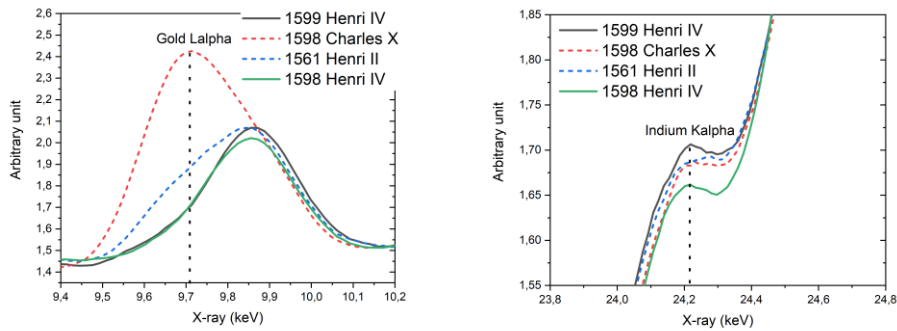 2,6
2,5
2,4
2,3
2,2
2,1
2,0
1,9
1,8
1,7
1,6
1,5
1,4
Arbitrary unit
Gold Lalpha
1599 Henri IV
1598 Charles X
1561 Henri II
1598 Henri IV
9,4 9,5 9,6 9,7 9,8 9,9 10,0 10,1 10,2
X-ray (keV)
1,85
1,80
1,75
1,70
1,65
1,60
1,55
Arbitrary unit
1599 Henri IV
1598 Charles X
1561 Henri II
1598 Henri IV
Indium Kalpha
23,8 24,0 24,2 24,4 24,6 24,8
X-ray (keV)